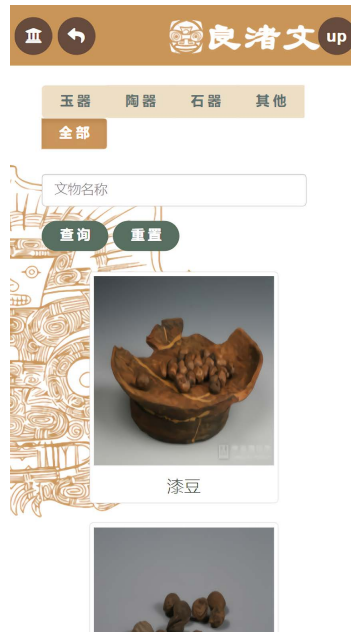 良渚文
up
玉器 陶器 石器 其他
全部
文物名称
查询 重置
漆豆